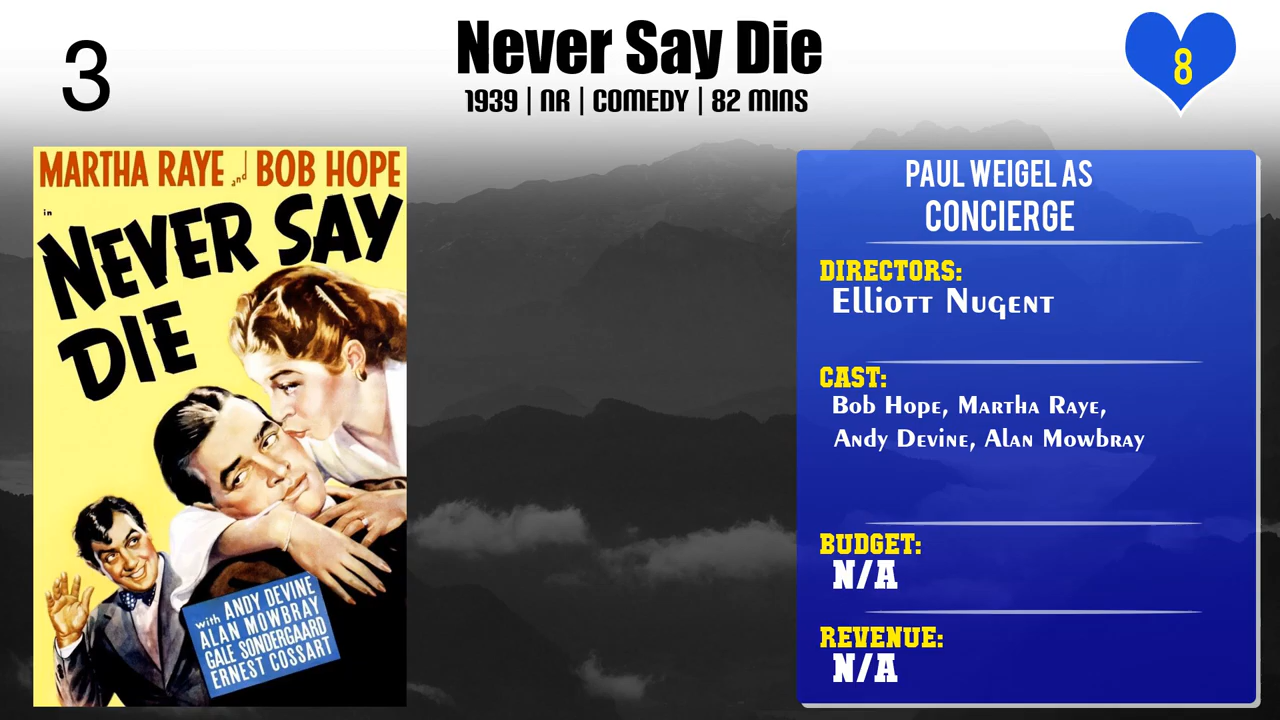 3
Never Say Die
1939 | NR | COMEDY | 82 MINS
8
MARTHA RAYE and BOB HOPE
in
NEVER SAY
DIE
with ANDY DEVINE
ALAN MOWBRAY
GALE SONDERGAARD
ERNEST COSSART
PAUL WEIGEL AS
CONCIERGE
DIRECTORS:
Elliott Nugent
CAST:
Bob Hope, Martha Raye,
Andy Devine, Alan Mowbray
BUDGET:
N/A
REVENUE:
N/A